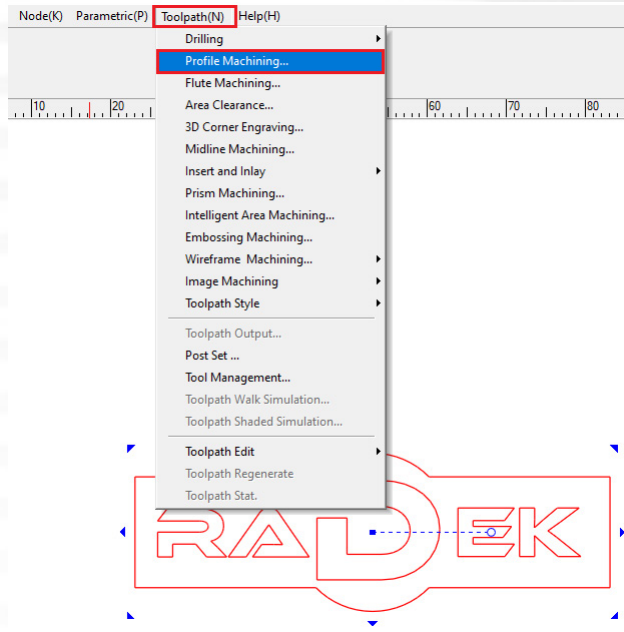 Node(K) Parametric(P) Toolpath(N) Help(H)
Drilling
Profile Machining...
Flute Machining...
10 20 60 70 80
Area Clearance...
3D Corner Engraving...
Midline Machining...
Insert and Inlay
Prism Machining...
Intelligent Area Machining...
Embossing Machining...
Wireframe Machining...
Image Machining
Toolpath Style
Toolpath Output...
Post Set ...
Tool Management...
Toolpath Walk Simulation...
Toolpath Shaded Simulation...
Toolpath Edit
Toolpath Regenerate
Toolpath Stat.
RADEK